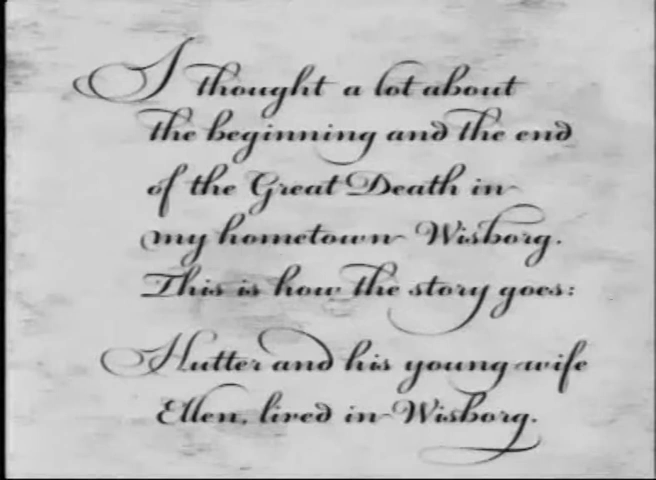 I thought a lot about
the beginning and the end
of the Great Death in
my hometown Wisborg.
This is how the story goes:
Hutter and his young wife
Ellen, lived in Wisborg.